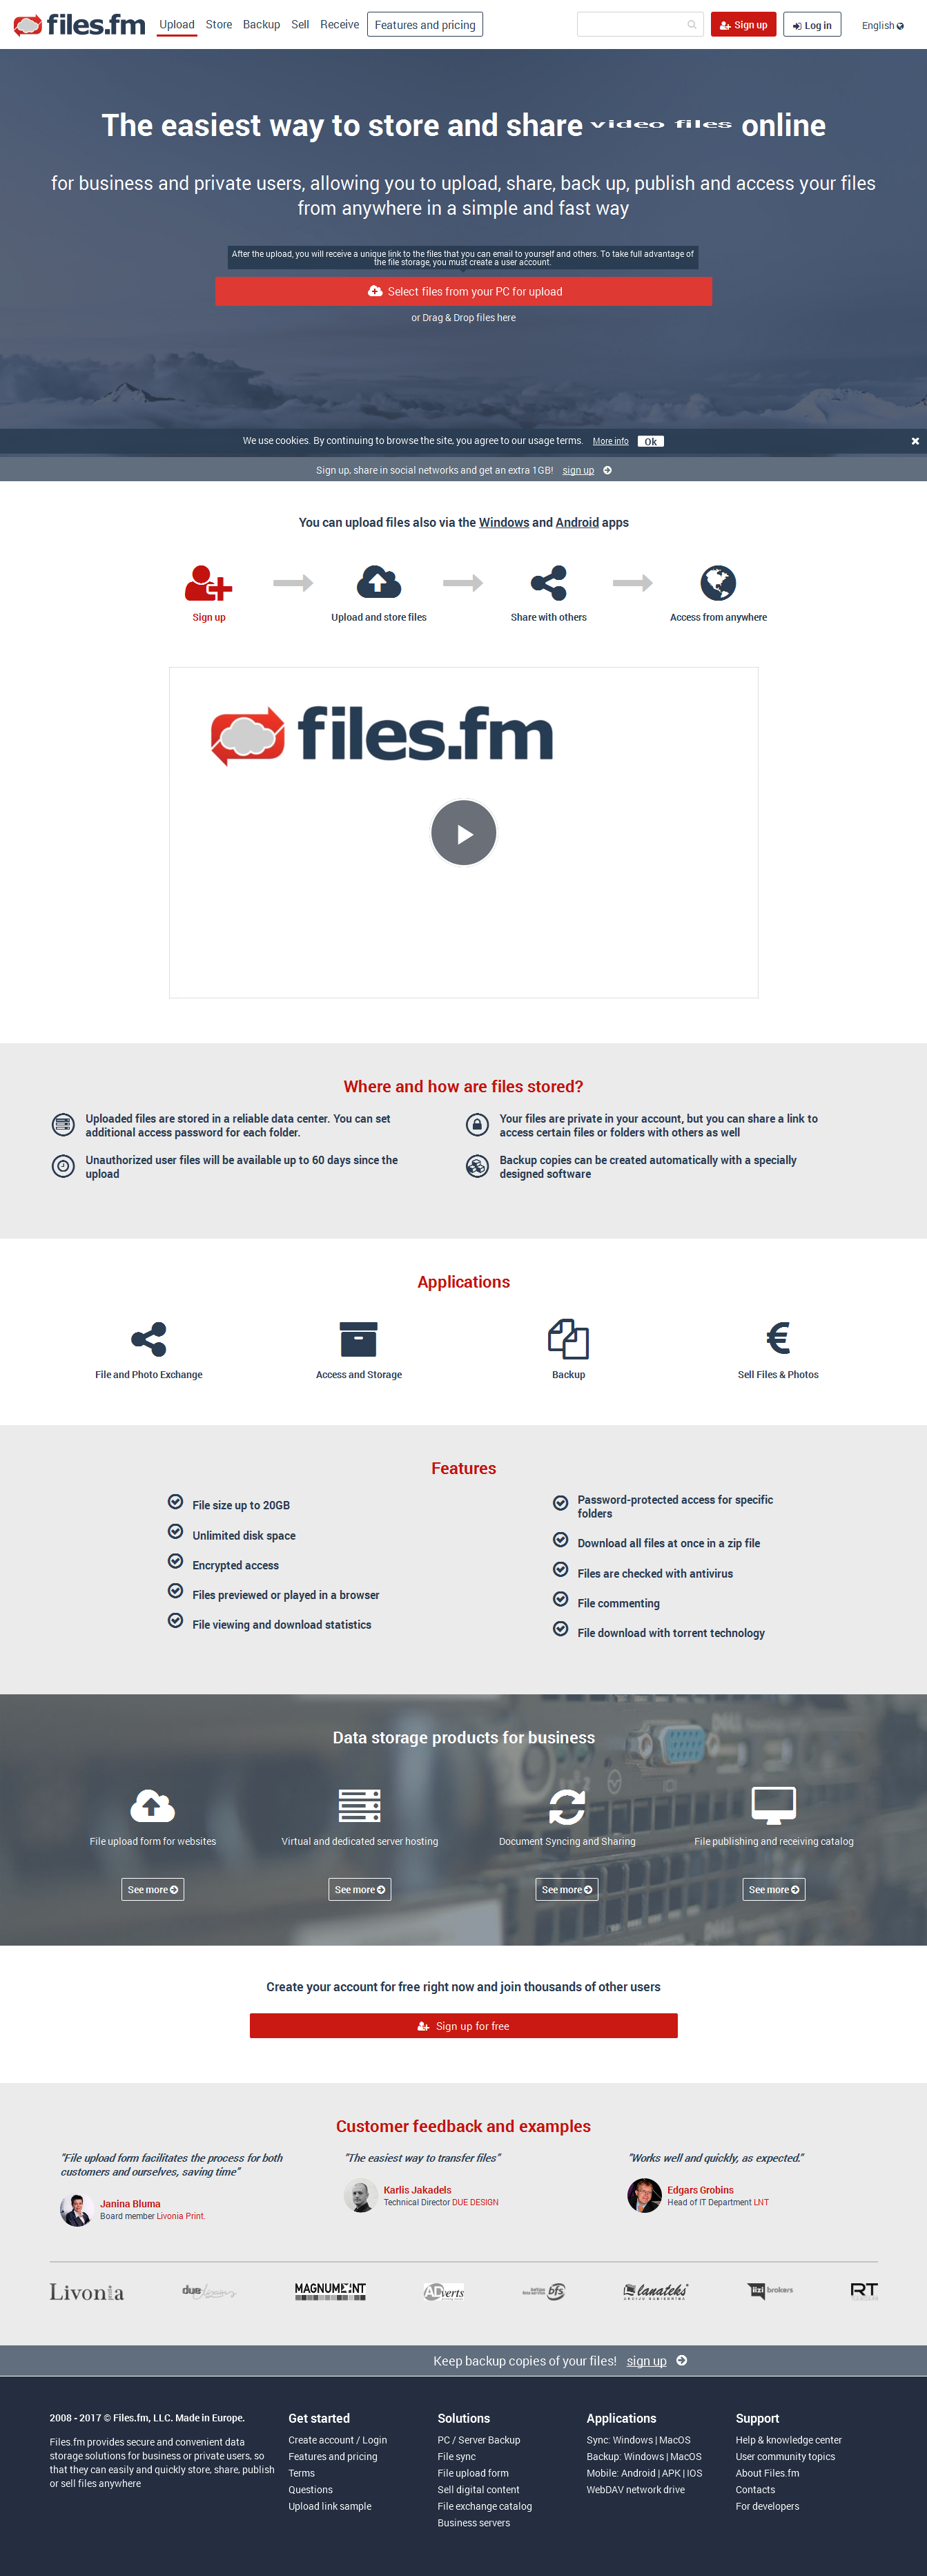 files.fm Upload Store Backup Sell Receive Features and pricing Sign up Log in English
The easiest way to store and share video files online
for business and private users, allowing you to upload, share, back up, publish and access your files
from anywhere in a simple and fast way
After the upload, you will receive a unique link to the files that you can email to yourself and others. To take full advantage of
the file storage, you must create a user account.
Select files from your PC for upload
or Drag & Drop files here
We use cookies. By continuing to browse the site, you agree to our usage terms. More info Ok
Sign up, share in social networks and get an extra 1GB! sign up
You can upload files also via the Windows and Android apps
Sign up Upload and store files Share with others Access from anywhere
files.fm
Where and how are files stored?
Uploaded files are stored in a reliable data center. You can set
additional access password for each folder.
Your files are private in your account, but you can share a link to
access certain files or folders with others as well
Unauthorized user files will be available up to 60 days since the
upload
Backup copies can be created automatically with a specially
designed software
Applications
File and Photo Exchange Access and Storage Backup Sell Files & Photos
Features
File size up to 20GB
Unlimited disk space
Encrypted access
Files previewed or played in a browser
File viewing and download statistics
Password-protected access for specific
folders
Download all files at once in a zip file
Files are checked with antivirus
File commenting
File download with torrent technology
Data storage products for business
File upload form for websites Virtual and dedicated server hosting Document Syncing and Sharing File publishing and receiving catalog
See more See more See more See more
Create your account for free right now and join thousands of other users
Sign up for free
Customer feedback and examples
"File upload form facilitates the process for both
customers and ourselves, saving time"
Janina Bluma
Board member Livonia Print.
"The easiest way to transfer files"
Karlis Jakadels
Technical Director DUE DESIGN
"Works well and quickly, as expected."
Edgars Grobins
Head of IT Department LNT
Livonia due design MAGNUM NT ADverts bfs Lanateks brokers RT
Keep backup copies of your files! sign up
2008 - 2017 © Files.fm, LLC. Made in Europe.
Files.fm provides secure and convenient data
storage solutions for business or private users, so
that they can easily and quickly store, share, publish
or sell files anywhere
Get started
Create account / Login
Features and pricing
Terms
Questions
Upload link sample
Solutions
PC / Server Backup
File sync
File upload form
Sell digital content
File exchange catalog
Business servers
Applications
Sync: Windows | MacOS
Backup: Windows | MacOS
Mobile: Android | APK | IOS
WebDAV network drive
Support
Help & knowledge center
User community topics
About Files.fm
Contacts
For developers